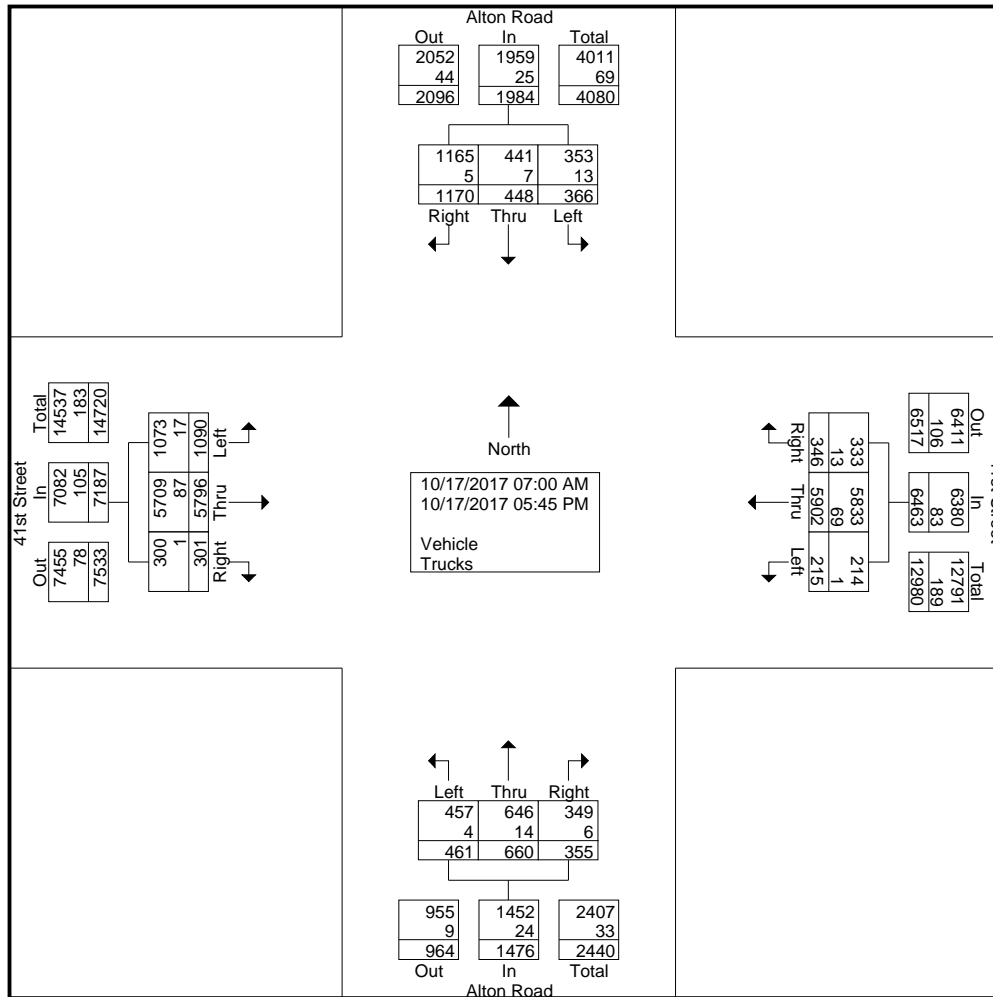 Alton Road
Out In Total
2052 1959 4011
44 25 69
2096 1984 4080
1165 441 353
5 7 13
1170 448 366
Right Thru Left
41st Street
Total
14537
183
14720
In
7082
105
7187
Out
7455
78
7533
1073
17
1090
Left
5709
87
5796
Thru
300
1
301
Right
North
10/17/2017 07:00 AM
10/17/2017 05:45 PM
Vehicle
Trucks
Right
333
13
346
Thru
5833
69
5902
Left
214
1
215
Out
6411
106
6517
In
6380
83
6463
Total
12791
189
12980
Left Thru Right
457 646 349
4 14 6
461 660 355
955 1452 2407
9 24 33
964 1476 2440
Out In Total
Alton Road